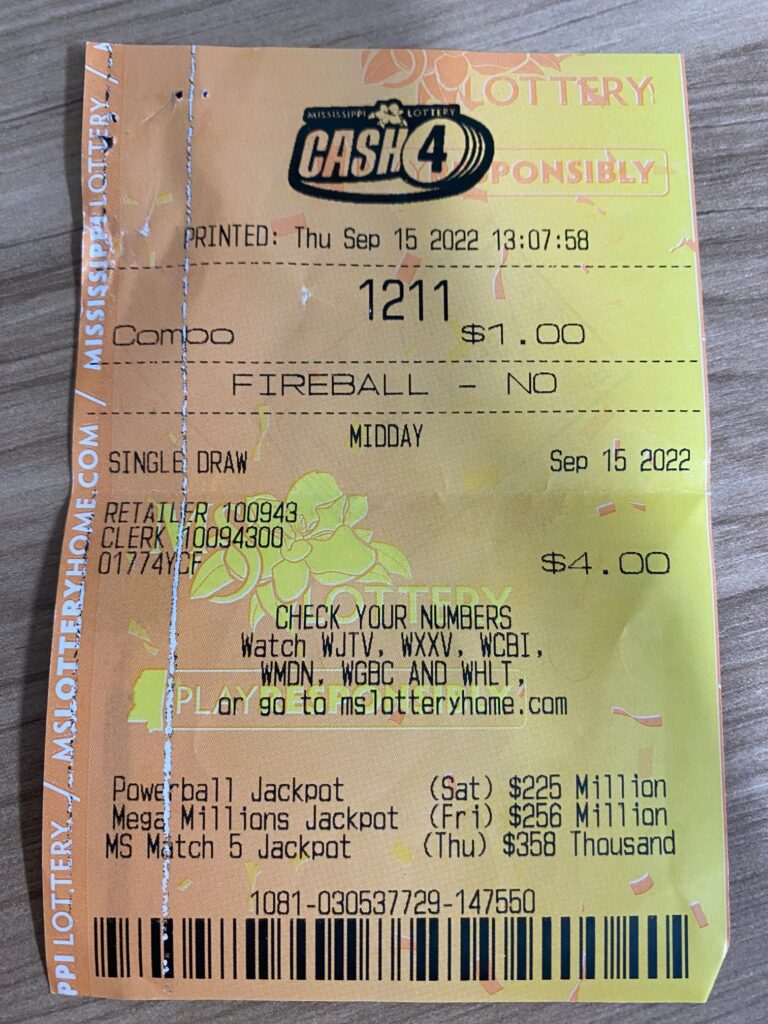 LOTTERY
MISSISSIPPI LOTTERY
CASH 4
PONSIBLY
PRINTED: Thu Sep 15 2022 13:07:58
1211
Combo $1.00
FIREBALL - NO
MIDDAY
SINGLE DRAW Sep 15 2022
RETAILER 100943
CLERK 10094300
01774YCF $4.00
LOTTERY
CHECK YOUR NUMBERS
Watch WJTV, WXXV, WCBI,
WMDN, WGBC AND WHLT,
PLAY RESPONSIBLY
or go to mslotteryhome.com
Powerball Jackpot (Sat) $225 Million
Mega Millions Jackpot (Fri) $256 Million
MS Match 5 Jackpot (Thu) $358 Thousand
1081-030537729-147550
PPI LOTTERY / MSLOTTERYHOME.COM / MISSISSIPPI LOTTERY /